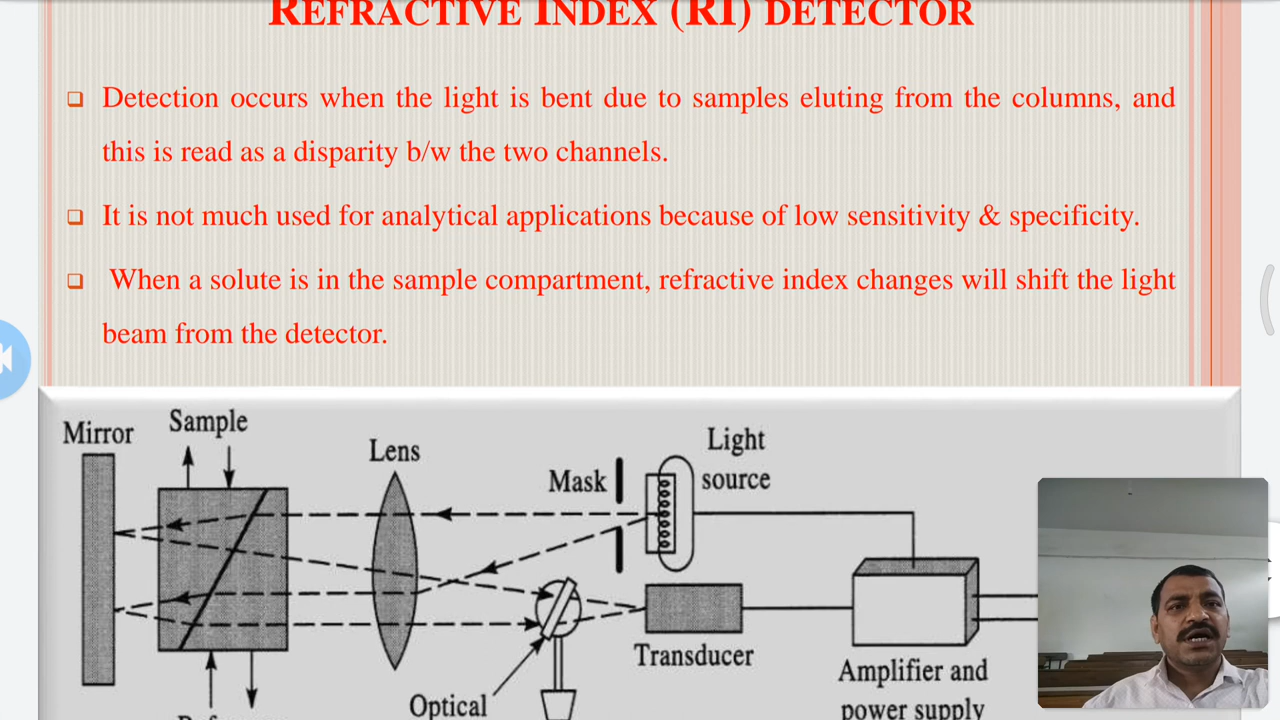 REFRACTIVE INDEX (RI) DETECTOR
Detection occurs when the light is bent due to samples eluting from the columns, and
this is read as a disparity b/w the two channels.
It is not much used for analytical applications because of low sensitivity & specificity.
When a solute is in the sample compartment, refractive index changes will shift the light
beam from the detector.
Mirror
Sample
Lens
Mask
Light
source
Transducer
Optical
Amplifier and
power supply